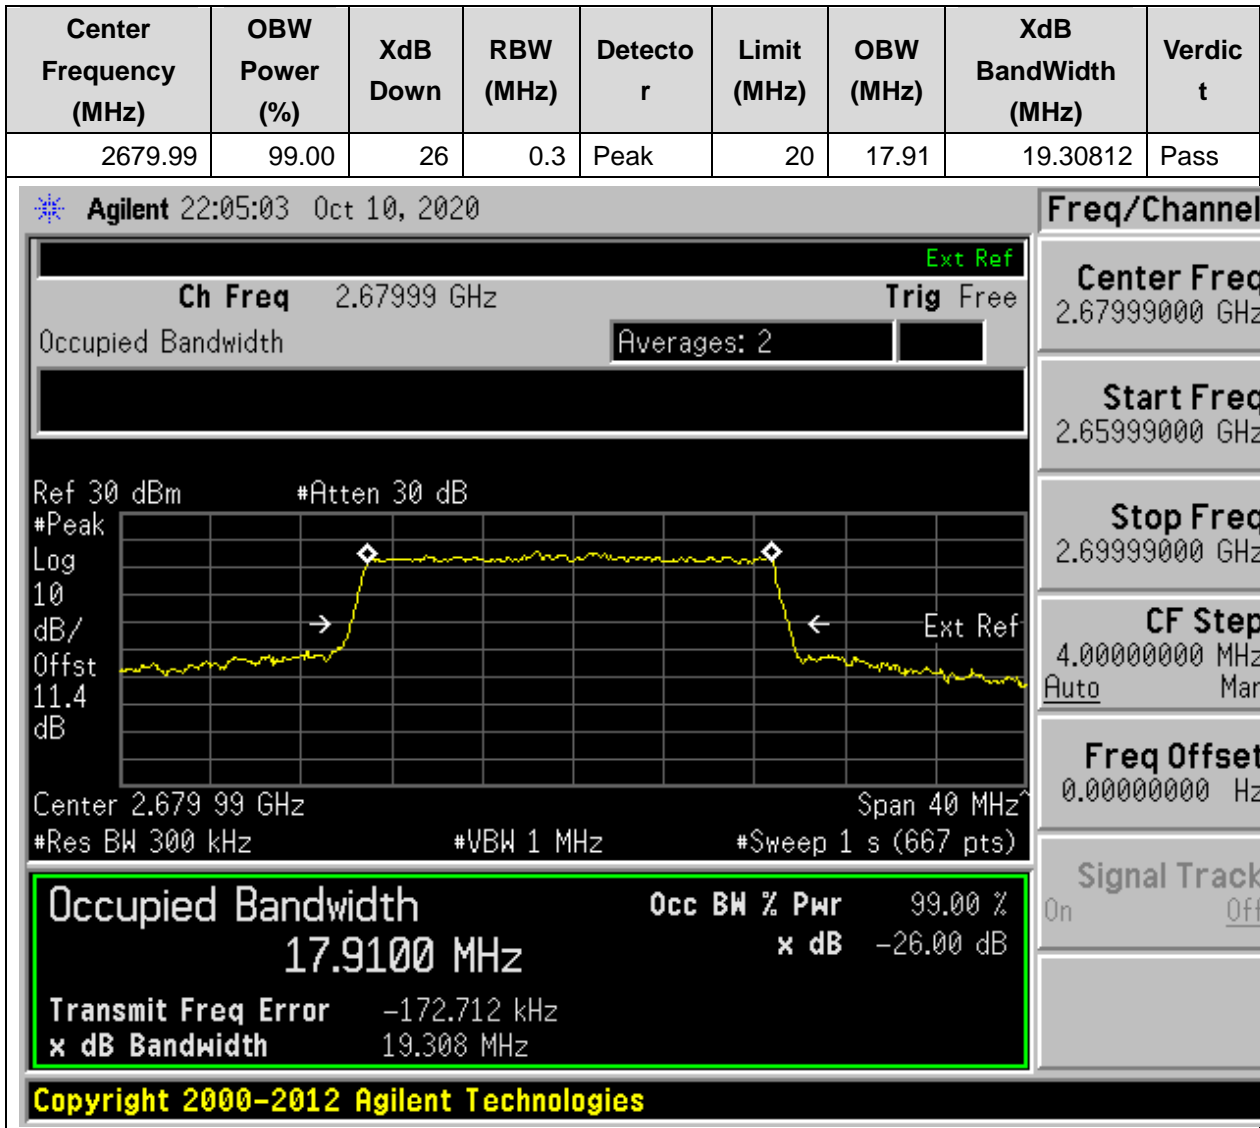 Center Frequency (MHz) OBW Power (%) XdB Down RBW (MHz) Detector Limit (MHz) OBW (MHz) XdB BandWidth (MHz) Verdict
2679.99 99.00 26 0.3 Peak 20 17.91 19.30812 Pass
Agilent 22:05:03 Oct 10, 2020
Freq/Channel
Ext Ref
Ch Freq 2.67999 GHz Trig Free
Occupied Bandwidth Averages: 2
Center Freq
2.67999000 GHz
Start Freq
2.65999000 GHz
Stop Freq
2.69999000 GHz
CF Step
4.00000000 MHz
Auto Man
Freq Offset
0.00000000 Hz
Signal Track
On Off
Ref 30 dBm #Atten 30 dB
#Peak
Log
10
dB/
Offst
11.4
dB
Ext Ref
Center 2.679 99 GHz Span 40 MHz^
#Res BW 300 kHz #VBW 1 MHz #Sweep 1 s (667 pts)
Occupied Bandwidth Occ BW % Pwr 99.00 %
17.9100 MHz x dB -26.00 dB
Transmit Freq Error -172.712 kHz
x dB Bandwidth 19.308 MHz
Copyright 2000-2012 Agilent Technologies